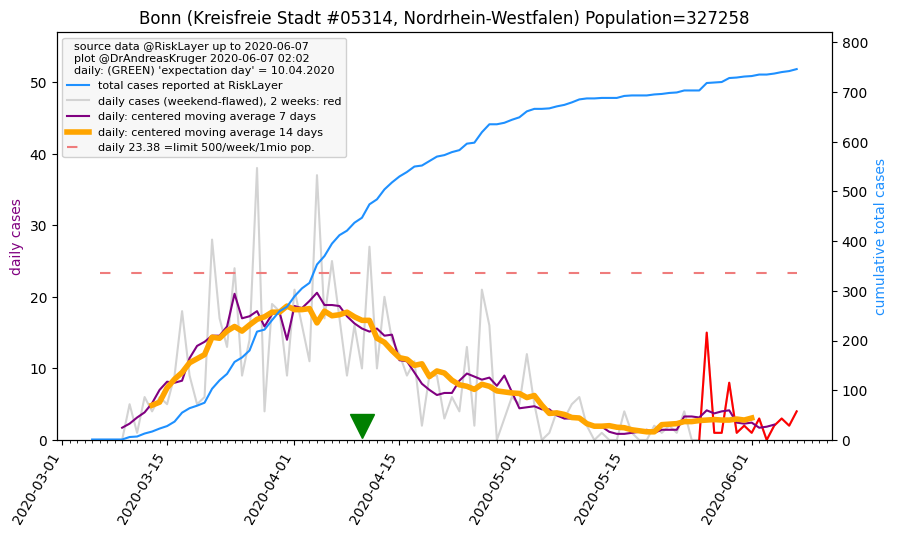 Bonn (Kreisfreie Stadt #05314, Nordrhein-Westfalen) Population=327258
source data @RiskLayer up to 2020-06-07
plot @DrAndreasKruger 2020-06-07 02:02
daily: (GREEN) 'expectation day' = 10.04.2020
total cases reported at RiskLayer
daily cases (weekend-flawed), 2 weeks: red
daily: centered moving average 7 days
daily: centered moving average 14 days
daily 23.38 =limit 500/week/1mio pop.
daily cases
50
40
30
20
10
0
cumulative total cases
800
700
600
500
400
300
200
100
0
2020-03-01
2020-03-15
2020-04-01
2020-04-15
2020-05-01
2020-05-15
2020-06-01